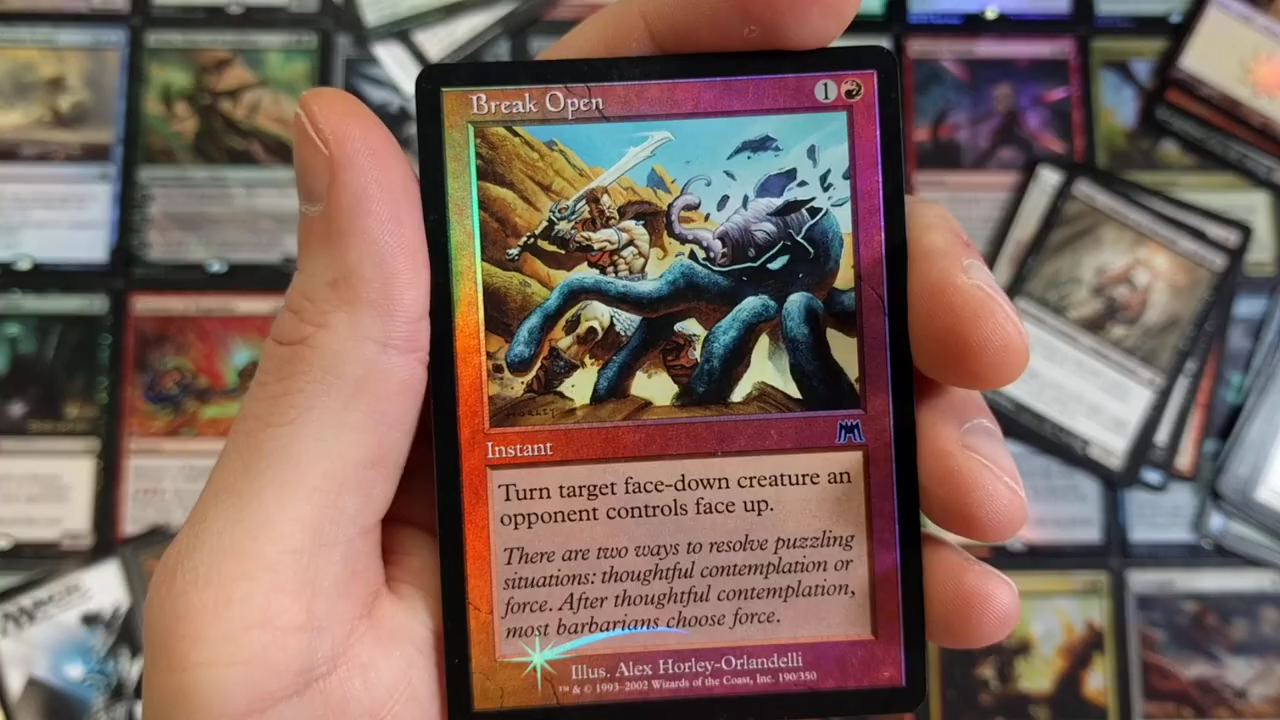 Break Open
1
HORLEY
Instant
Turn target face-down creature an
opponent controls face up.
There are two ways to resolve puzzling
situations: thoughtful contemplation or
force. After thoughtful contemplation,
most barbarians choose force.
Illus. Alex Horley-Orlandelli
™ & © 1993–2002 Wizards of the Coast, Inc. 190/350